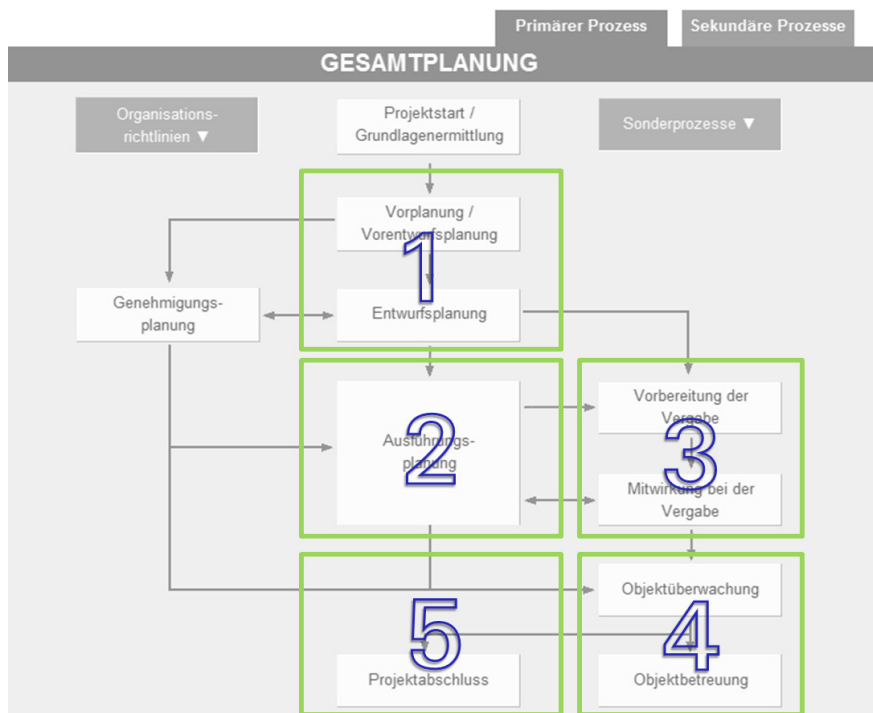 Primärer Prozess
Sekundäre Prozesse
GESAMTPLANUNG
Organisations-
richtlinien ▼
Projektstart /
Grundlagenermittlung
Sonderprozesse ▼
Vorplanung /
Vorentwurfsplanung
1
Genehmigungs-
planung
Entwurfsplanung
Ausführungs-
planung
2
Vorbereitung der
Vergabe
3
Mitwirkung bei der
Vergabe
Objektüberwachung
5
4
Projektabschluss
Objektbetreuung